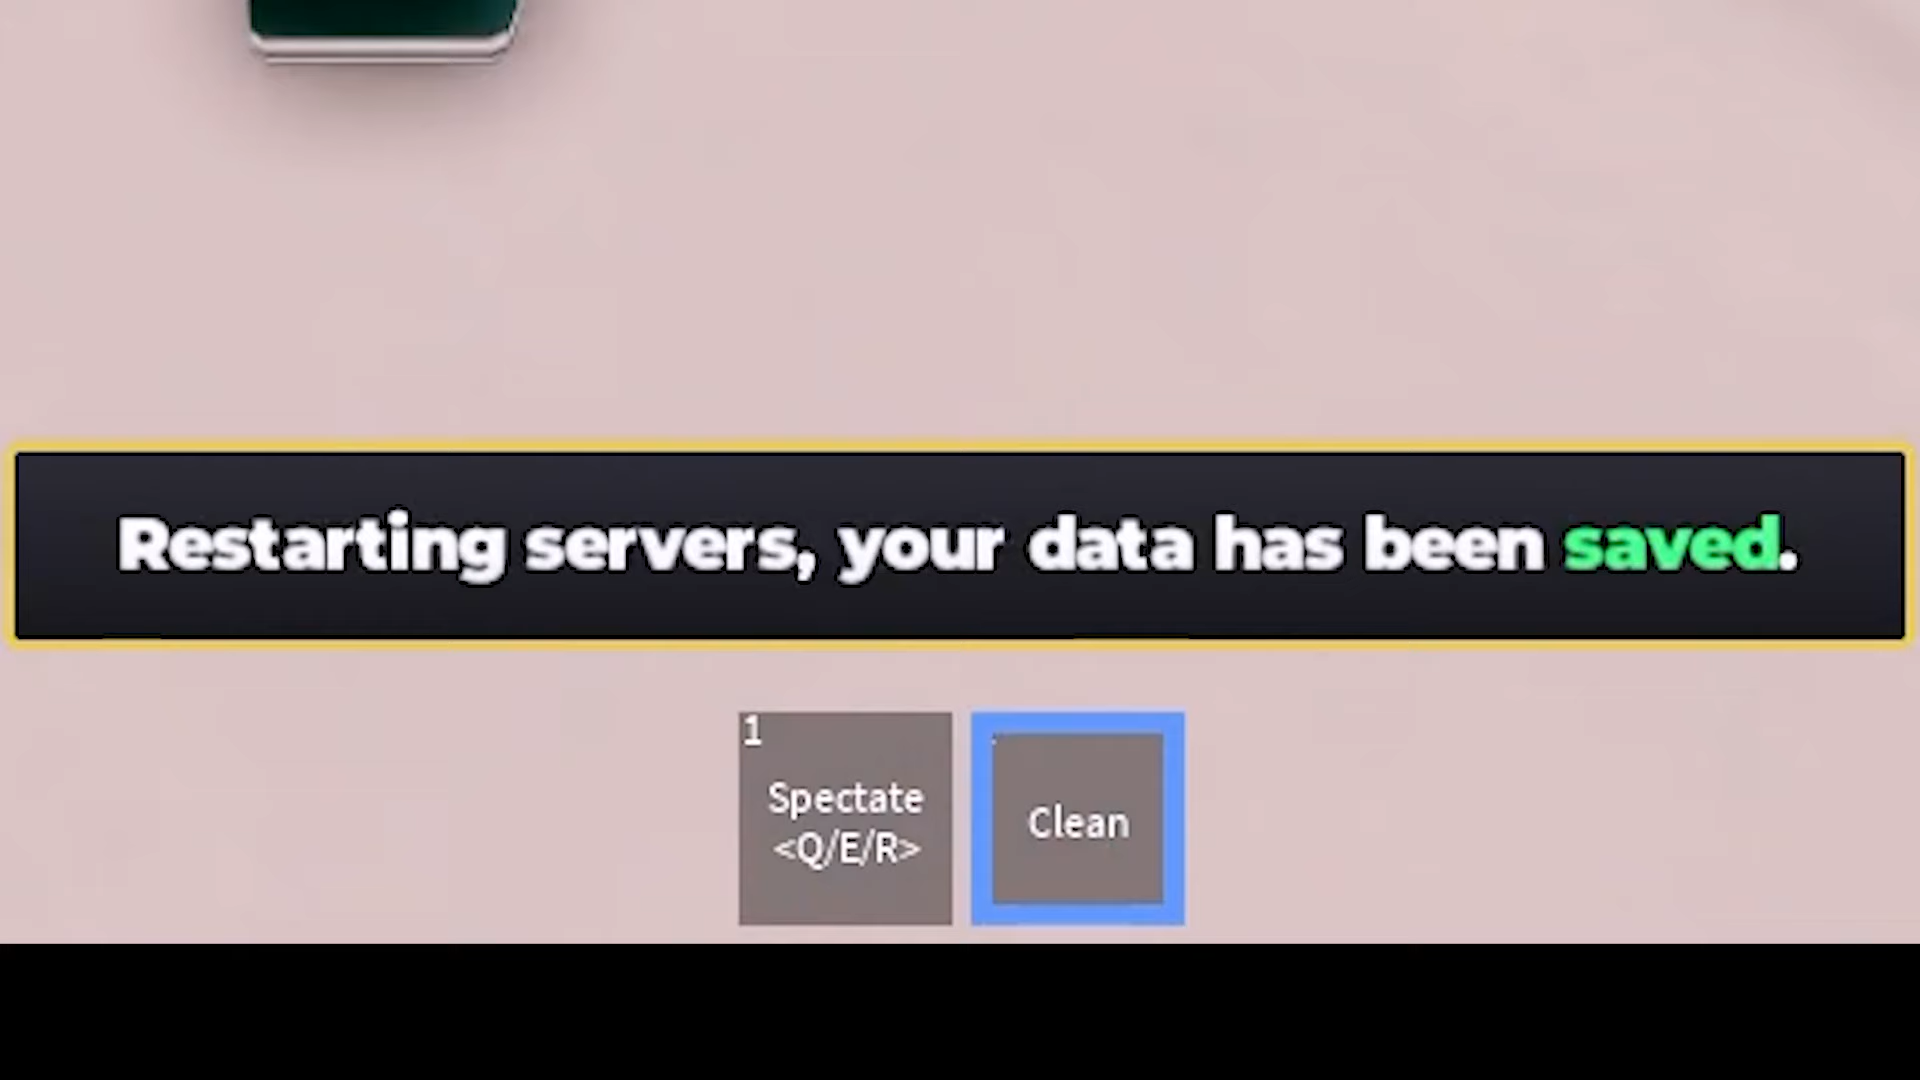 Restarting servers, your data has been saved.
1
Spectate
<Q/E/R>
Clean